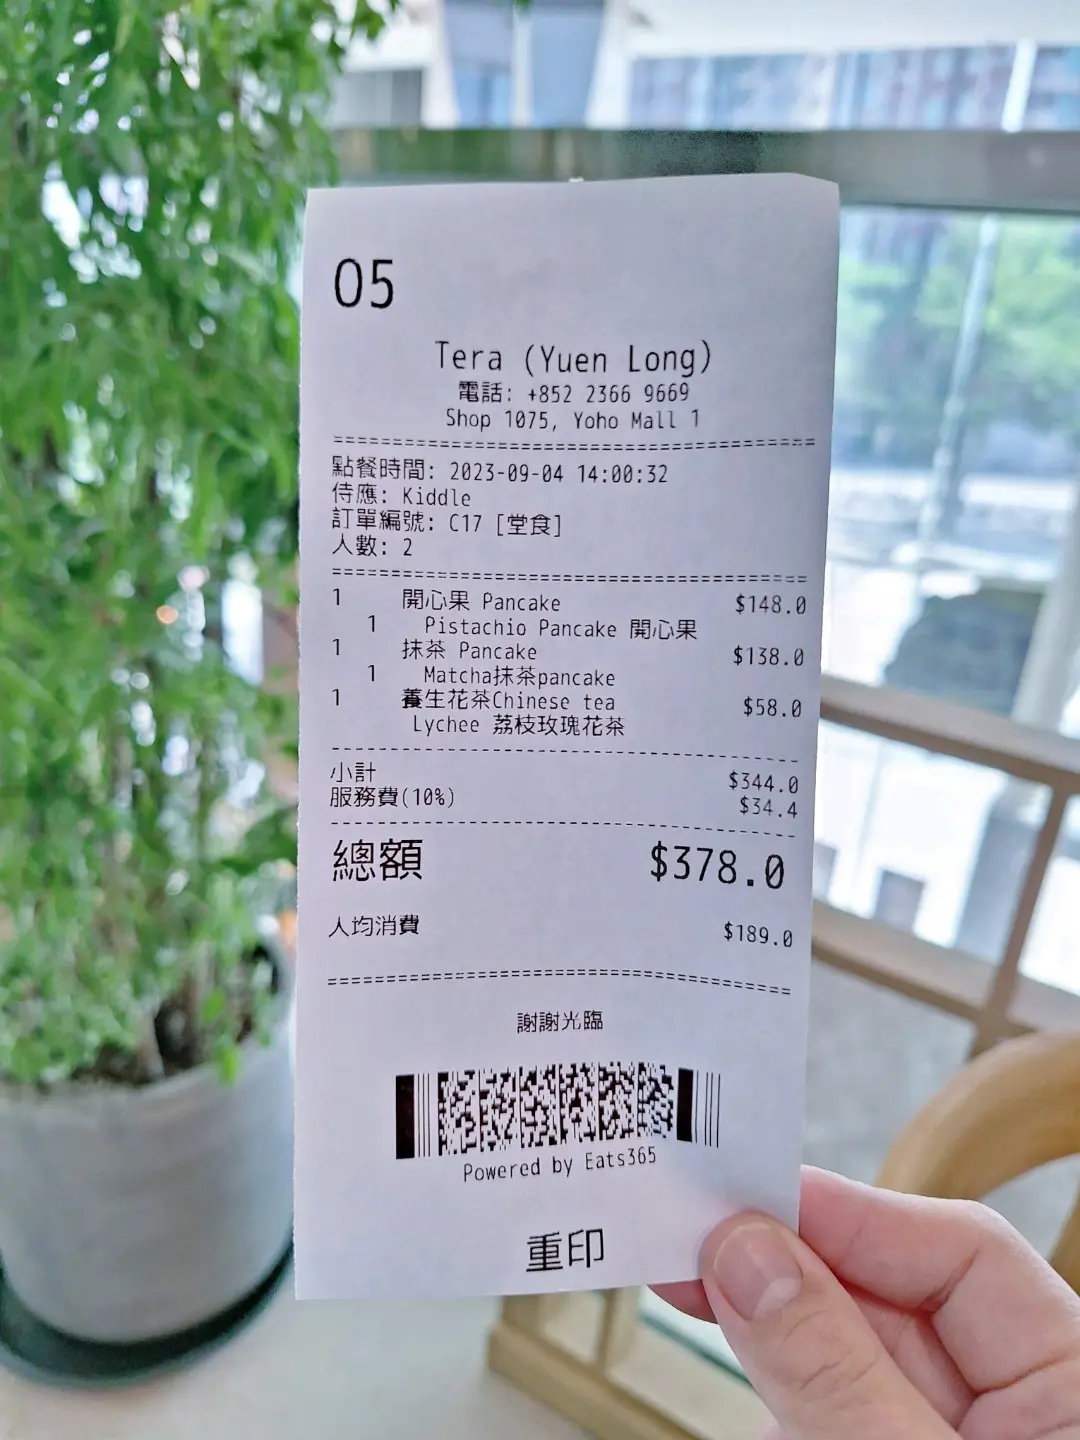 05
Tera (Yuen Long)
電話: +852 2366 9669
Shop 1075, Yoho Mall 1
點餐時間: 2023-09-04 14:00:32
侍應: Kiddle
訂單編號: C17 [堂食]
人數: 2
1 開心果 Pancake $148.0
1 Pistachio Pancake 開心果
1 抹茶 Pancake $138.0
1 Matcha抹茶pancake
1 養生花茶Chinese tea $58.0
Lychee 荔枝玫瑰花茶
小計 $344.0
服務費(10%) $34.4
總額 $378.0
人均消費 $189.0
謝謝光臨
Powered by Eats365
重印